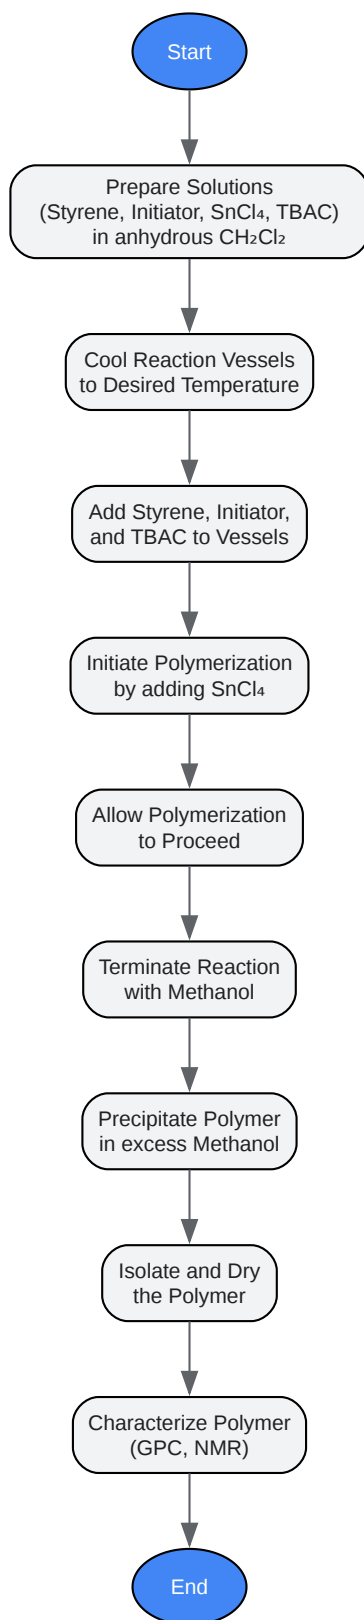 Start
Prepare Solutions
(Styrene, Initiator, SnCl₄, TBAC)
in anhydrous CH₂Cl₂
Cool Reaction Vessels
to Desired Temperature
Add Styrene, Initiator,
and TBAC to Vessels
Initiate Polymerization
by adding SnCl₄
Allow Polymerization
to Proceed
Terminate Reaction
with Methanol
Precipitate Polymer
in excess Methanol
Isolate and Dry
the Polymer
Characterize Polymer
(GPC, NMR)
End